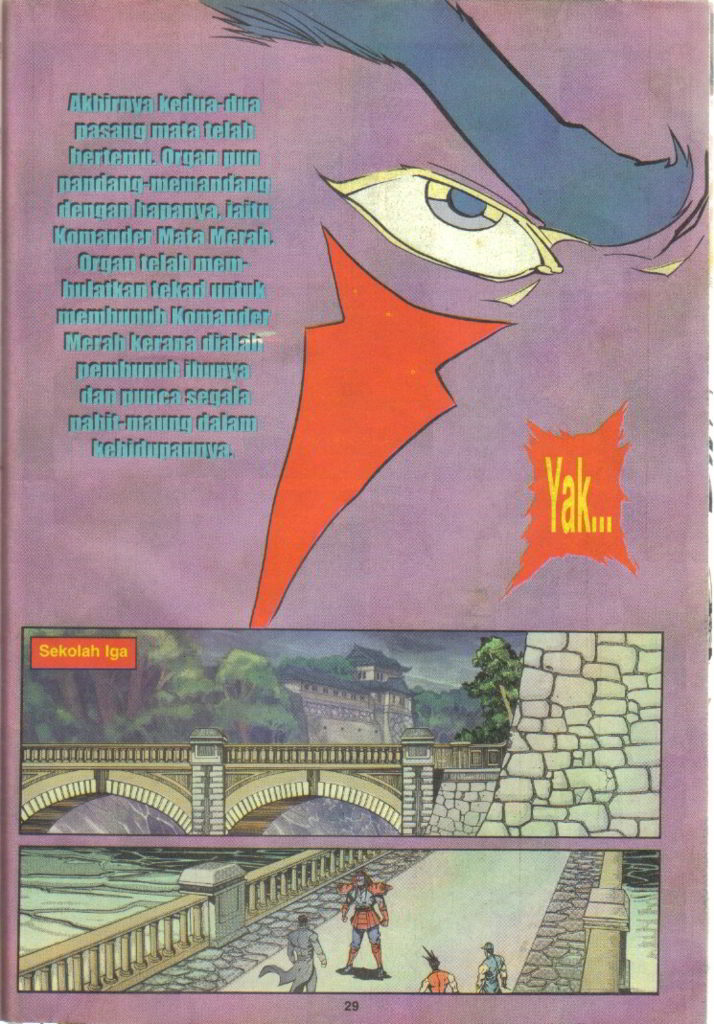 Akhirnya kedua-dua
pasang mata telah
bertemu. Organ pun
pandang-memandang
dengan bapanya, Iaitu
Komander Mata Merah.
Organ telah mem-
bulatkan tekad untuk
membunuh Komander
Merah kerana dialah
pembunuh ibunya
dan punca segala
pahit-maung dalam
kehidupannya.
Yak...
Sekolah Iga
29